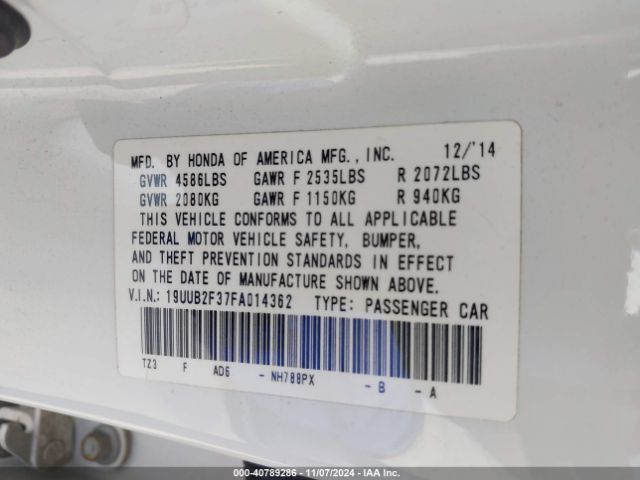 MFD. BY HONDA OF AMERICA MFG., INC. 12/'14
GVWR 4586LBS GAWR F 2535LBS R 2072LBS
GVWR 2080KG GAWR F 1150KG R 940KG
THIS VEHICLE CONFORMS TO ALL APPLICABLE
FEDERAL MOTOR VEHICLE SAFETY, BUMPER,
AND THEFT PREVENTION STANDARDS IN EFFECT
ON THE DATE OF MANUFACTURE SHOWN ABOVE.
V.I.N.: 19UUB2F37FA014362 TYPE: PASSENGER CAR
TZ3 F AD6 - NH788PX - B - A
000-40789286 - 11/07/2024 - IAA Inc.